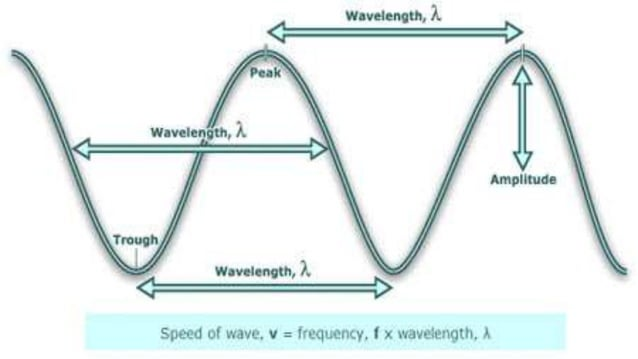 Wavelength, λ
Peak
Wavelength, λ
Amplitude
Trough
Wavelength, λ
Speed of wave, v = frequency, f x wavelength, λ